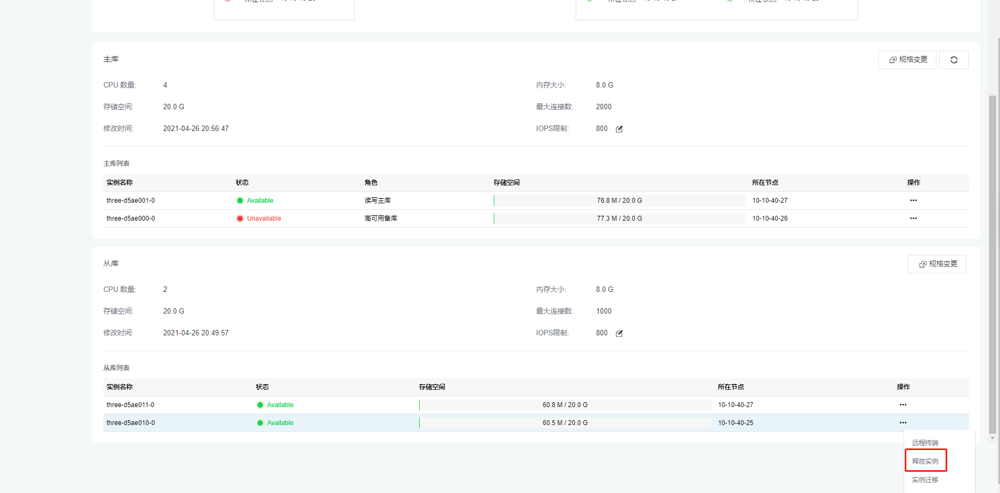 主库
规格变更
CPU 数量: 4
内存大小: 8.0 G
存储空间: 20.0 G
最大连接数: 2000
修改时间: 2021-04-26 20:56:47
IOPS限制: 800
主库列表
实例名称 状态 角色 存储空间 所在节点 操作
three-d5ae001-0 Available 读写主库 76.8 M / 20.0 G 10-10-40-27 •••
three-d5ae000-0 Unavailable 高可用备库 77.3 M / 20.0 G 10-10-40-26 •••
从库
规格变更
CPU 数量: 2
内存大小: 8.0 G
存储空间: 20.0 G
最大连接数: 1000
修改时间: 2021-04-26 20:49:57
IOPS限制: 800
从库列表
实例名称 状态 存储空间 所在节点 操作
three-d5ae011-0 Available 60.8 M / 20.0 G 10-10-40-27 •••
three-d5ae010-0 Available 60.5 M / 20.0 G 10-10-40-25 •••
远程终端
释放实例
实例迁移